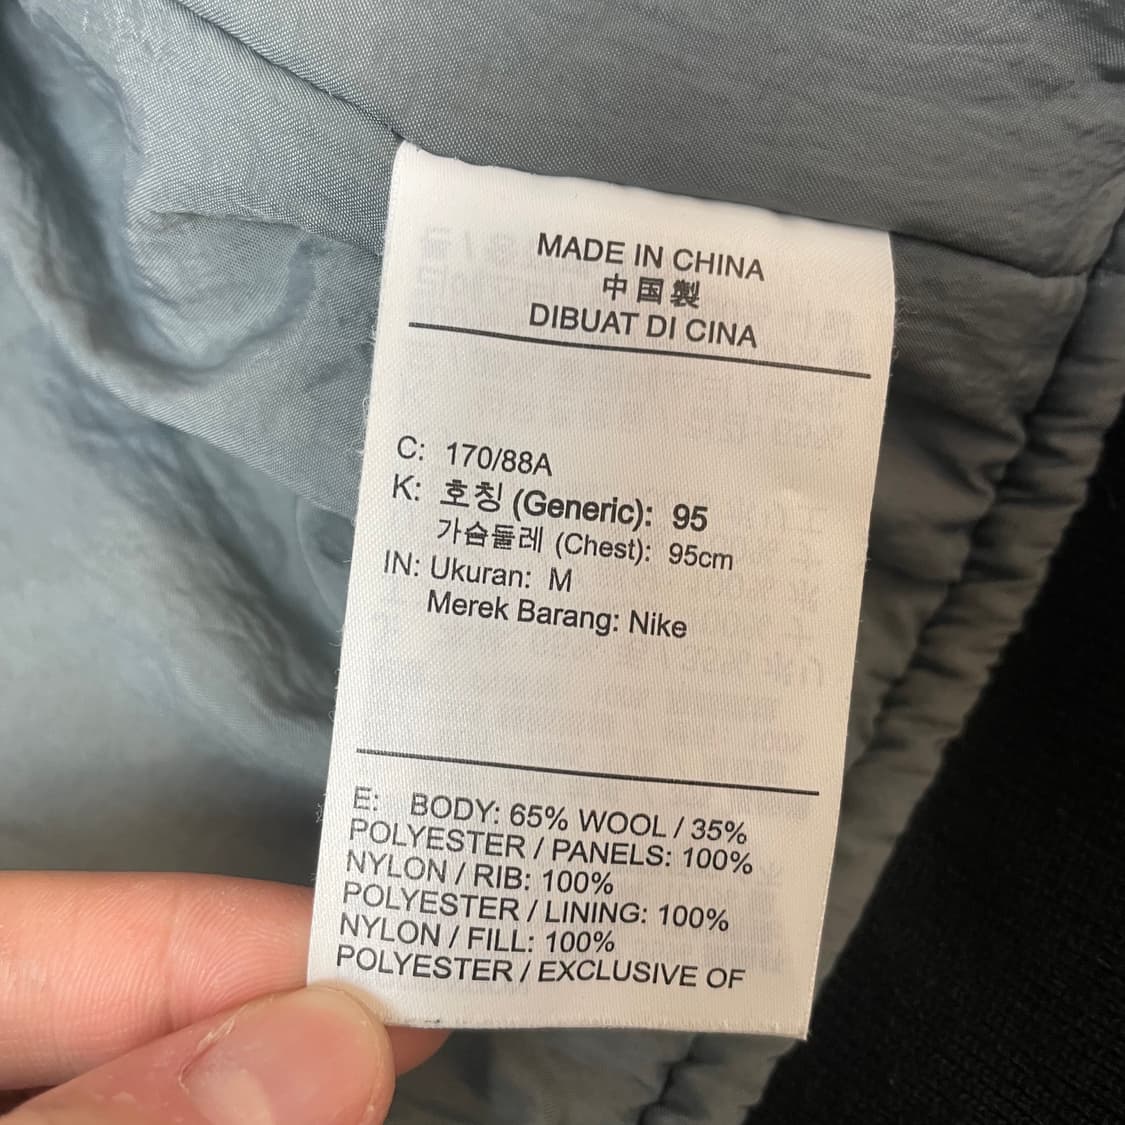 MADE IN CHINA
中国製
DIBUAT DI CINA
C: 170/88A
K: 호칭 (Generic): 95
가슴둘레 (Chest): 95cm
IN: Ukuran: M
Merek Barang: Nike
E: BODY: 65% WOOL / 35%
POLYESTER / PANELS: 100%
NYLON / RIB: 100%
POLYESTER / LINING: 100%
NYLON / FILL: 100%
POLYESTER / EXCLUSIVE OF